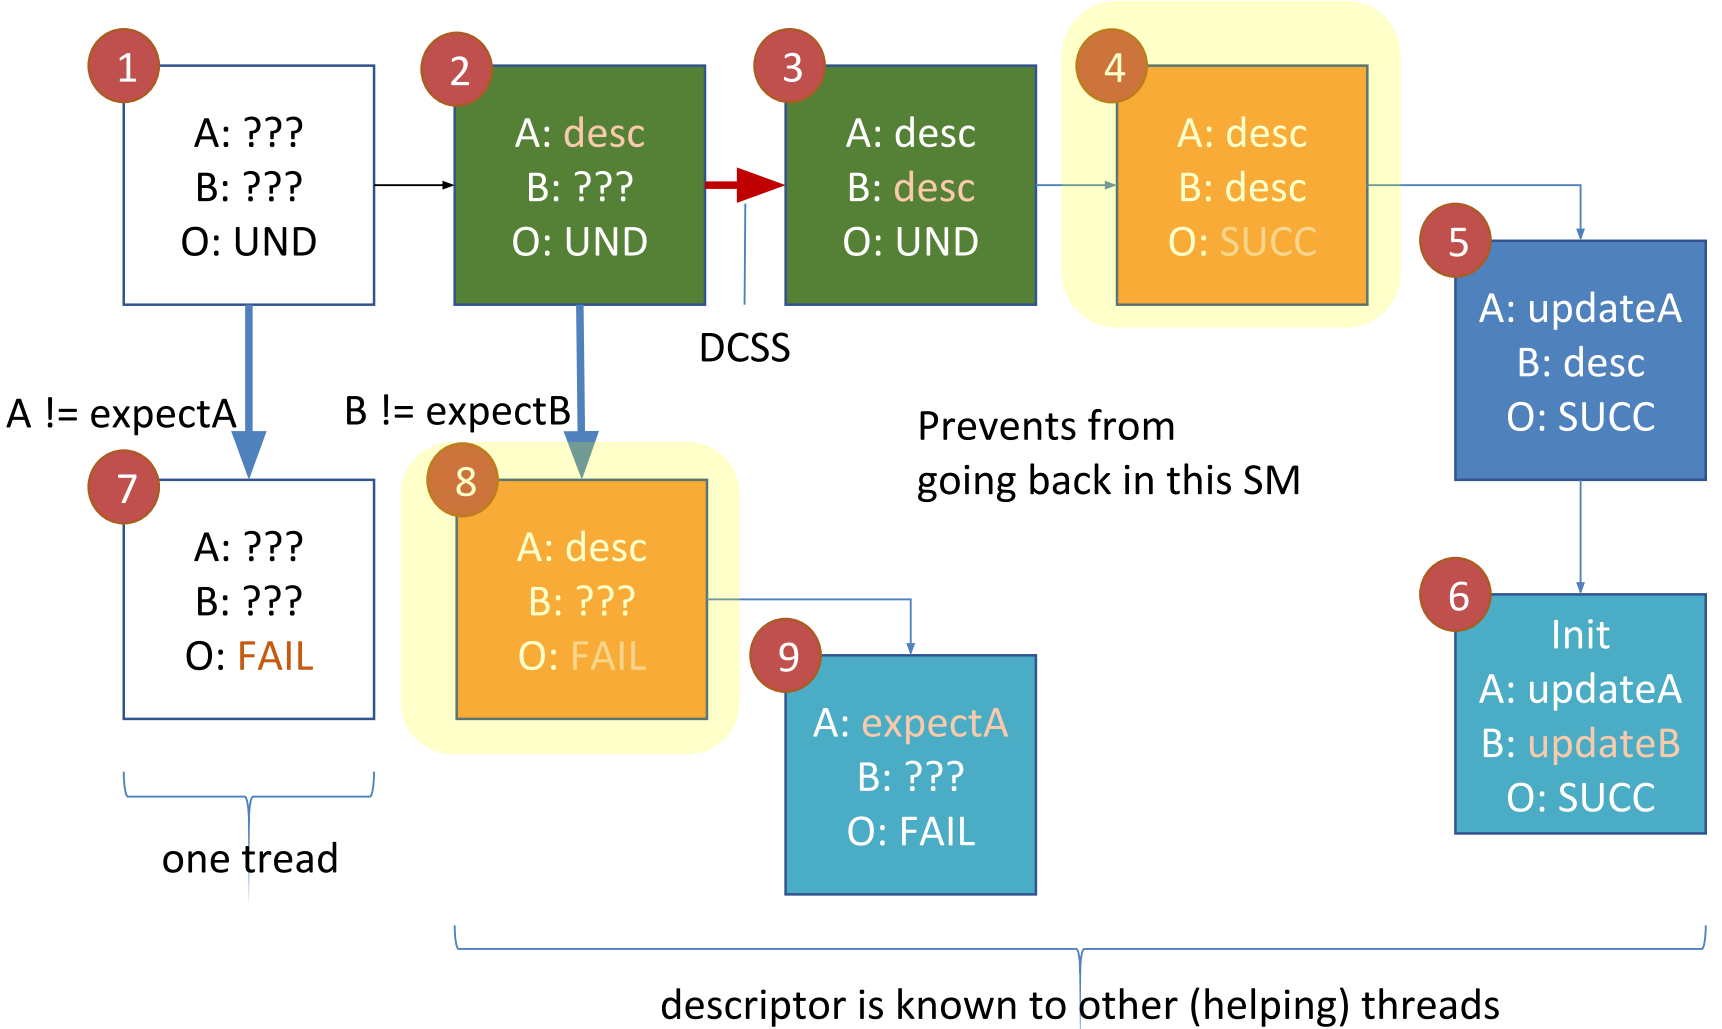 1
A: ???
B: ???
O: UND
2
A: desc
B: ???
O: UND
3
A: desc
B: desc
O: UND
4
A: desc
B: desc
O: SUCC
5
A: updateA
B: desc
O: SUCC
DCSS
A != expectA
B != expectB
Prevents from
going back in this SM
7
A: ???
B: ???
O: FAIL
8
A: desc
B: ???
O: FAIL
9
A: expectA
B: ???
O: FAIL
6
Init
A: updateA
B: updateB
O: SUCC
one tread
descriptor is known to other (helping) threads